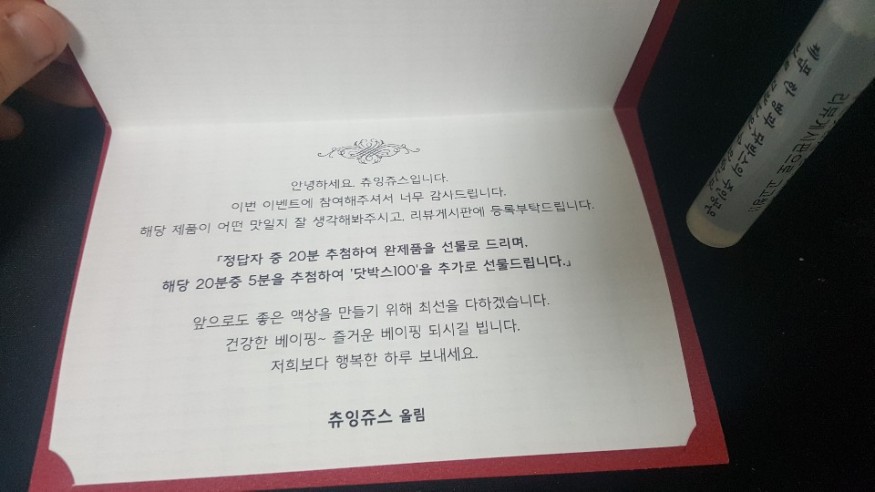 안녕하세요. 츄잉쥬스입니다.
이번 이벤트에 참여해주셔서 너무 감사드립니다.
해당 제품이 어떤 맛일지 잘 생각해봐주시고, 리뷰게시판에 등록부탁드립니다.
「정답자 중 20분 추첨하여 완제품을 선물로 드리며,
해당 20분중 5분을 추첨하여 '닷박스100'을 추가로 선물드립니다.」
앞으로도 좋은 액상을 만들기 위해 최선을 다하겠습니다.
건강한 베이핑~ 즐거운 베이핑 되시길 빕니다.
저희보다 행복한 하루 보내세요.
츄잉쥬스 올림
리뷰게시판으로